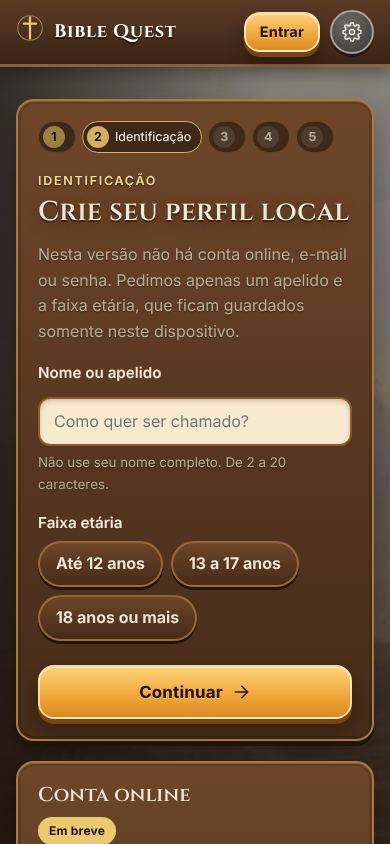 Bible Quest
Entrar
1
2 Identificação
3
4
5
IDENTIFICAÇÃO
Crie seu perfil local
Nesta versão não há conta online, e-mail
ou senha. Pedimos apenas um apelido e
a faixa etária, que ficam guardados
somente neste dispositivo.
Nome ou apelido
Como quer ser chamado?
Não use seu nome completo. De 2 a 20
caracteres.
Faixa etária
Até 12 anos
13 a 17 anos
18 anos ou mais
Continuar →
Conta online
Em breve